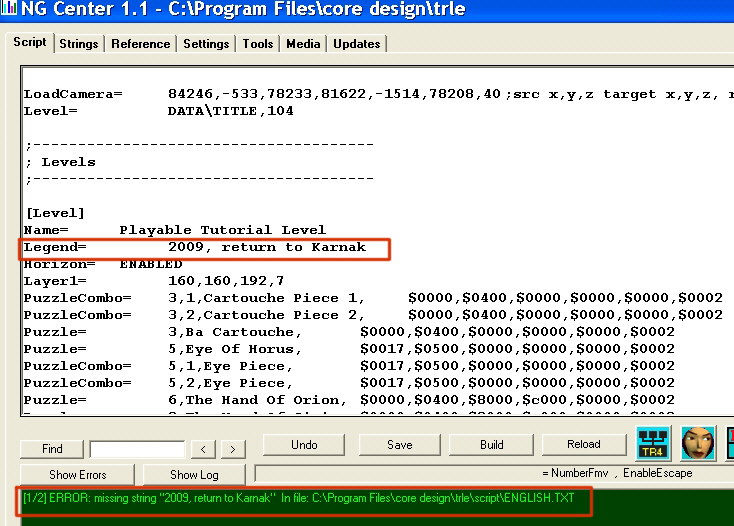 NG Center 1.1 - C:\Program Files\core design\trle
Script Strings Reference Settings Tools Media Updates
LoadCamera= 84246,-533,78233,81622,-1514,78208,40 ;src x,y,z target x,y,z,
Level= DATA\TITLE,104
;---------------------------------------
; Levels
;---------------------------------------
[Level]
Name= Playable Tutorial Level
Legend= 2009, return to Karnak
Horizon= ENABLED
Layer1= 160,160,192,7
PuzzleCombo= 3,1,Cartouche Piece 1, $0000,$0400,$0000,$0000,$0000,$0002
PuzzleCombo= 3,2,Cartouche Piece 2, $0000,$0400,$0000,$0000,$0000,$0002
Puzzle= 3,Ba Cartouche, $0000,$0400,$0000,$0000,$0000,$0002
Puzzle= 5,Eye Of Horus, $0017,$0500,$0000,$0000,$0000,$0002
PuzzleCombo= 5,1,Eye Piece, $0017,$0500,$0000,$0000,$0000,$0002
PuzzleCombo= 5,2,Eye Piece, $0017,$0500,$0000,$0000,$0000,$0002
Puzzle= 6,The Hand Of Orion, $0000,$0400,$8000,$c000,$0000,$0002
Find < > Undo Save Build Reload TR4
Show Errors Show Log = NumberFmv , EnableEscape
[1/2] ERROR: missing string "2009, return to Karnak" In file: C:\Program Files\core design\trle\script\ENGLISH.TXT